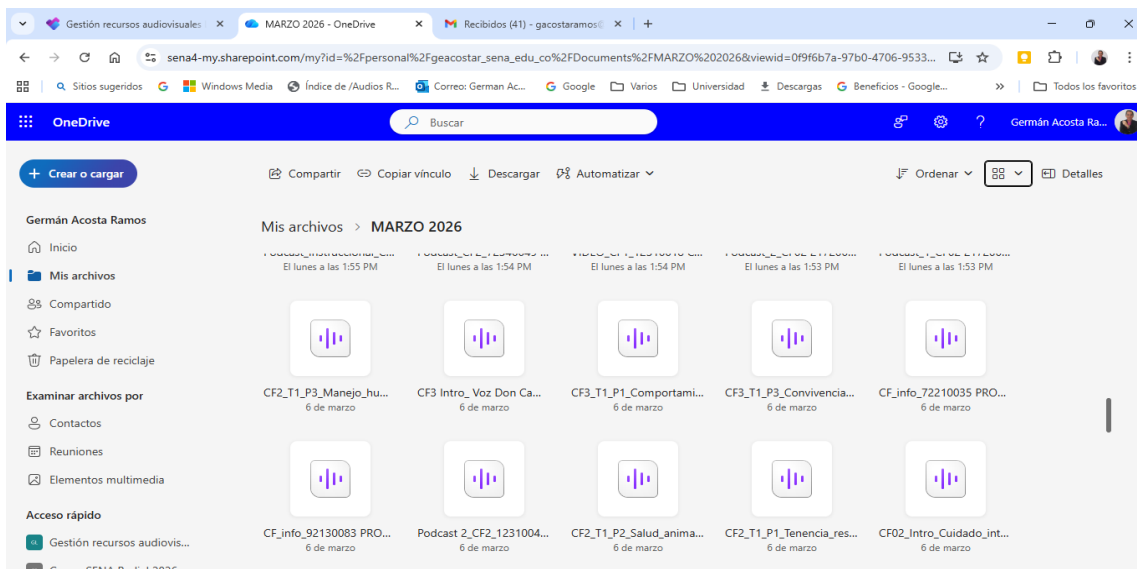 Gestión recursos audiovisuales
MARZO 2026 - OneDrive
Recibidos (41) - gacostaramos
sena4-my.sharepoint.com/my?id=%2Fpersonal%2Fgeacostar_sena_edu_co%2FDocuments%2FMARZO%202026&viewid=0f9f6b7a-97b0-4706-9533...
Sitios sugeridos
Windows Media
Índice de /Audios R...
Correo: German Ac...
Google
Varios
Universidad
Descargas
Beneficios - Google...
Todos los favoritos
OneDrive
Buscar
Germán Acosta Ra...
Crear o cargar
Compartir
Copiar vínculo
Descargar
Automatizar
Ordenar
Detalles
Germán Acosta Ramos
Inicio
Mis archivos
Compartido
Favoritos
Papelera de reciclaje
Examinar archivos por
Contactos
Reuniones
Elementos multimedia
Acceso rápido
Gestión recursos audiovis...
Mis archivos > MARZO 2026
El lunes a las 1:55 PM
El lunes a las 1:54 PM
El lunes a las 1:54 PM
El lunes a las 1:53 PM
El lunes a las 1:53 PM
CF2_T1_P3_Manejo_hu...
6 de marzo
CF3 Intro_ Voz Don Ca...
6 de marzo
CF3_T1_P1_Comportami...
6 de marzo
CF3_T1_P3_Convivencia...
6 de marzo
CF_info_72210035 PRO...
6 de marzo
CF_info_92130083 PRO...
6 de marzo
Podcast 2_CF2_1231004...
6 de marzo
CF2_T1_P2_Salud_anima...
6 de marzo
CF2_T1_P1_Tenencia_res...
6 de marzo
CF02_Intro_Cuidado_int...
6 de marzo